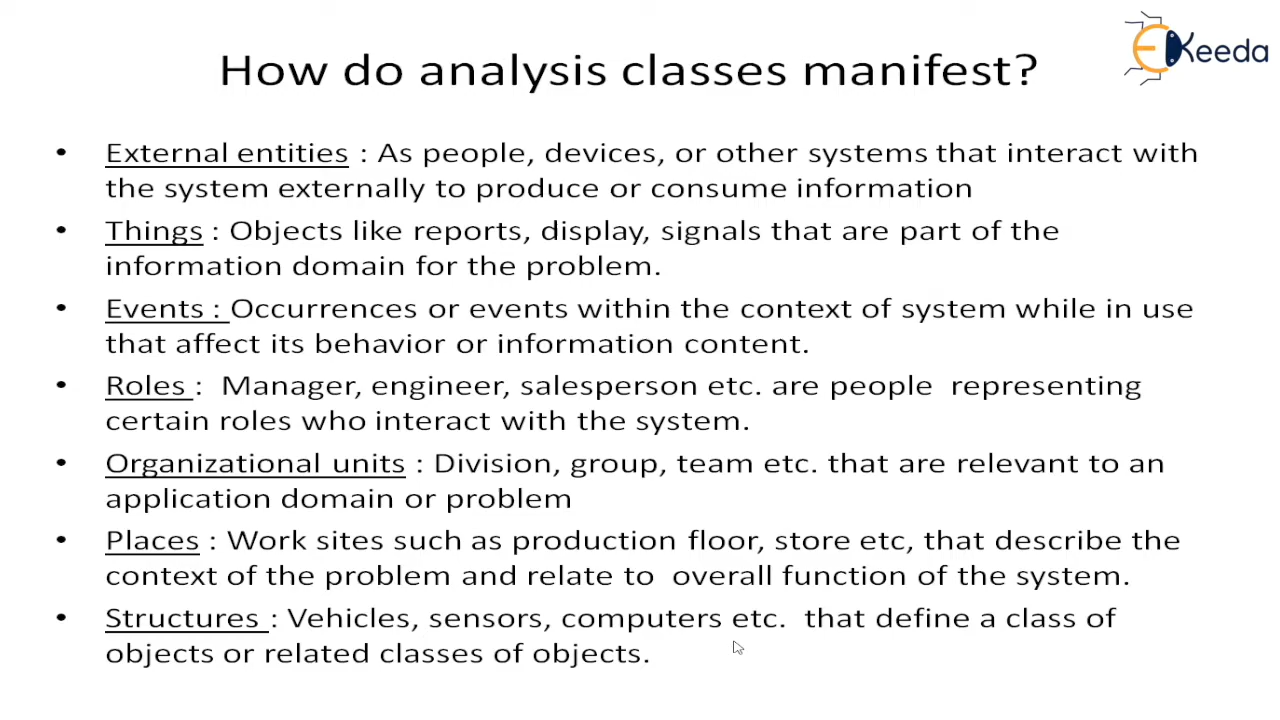 EKeeda
How do analysis classes manifest?
• External entities : As people, devices, or other systems that interact with
the system externally to produce or consume information
• Things : Objects like reports, display, signals that are part of the
information domain for the problem.
• Events : Occurrences or events within the context of system while in use
that affect its behavior or information content.
• Roles : Manager, engineer, salesperson etc. are people representing
certain roles who interact with the system.
• Organizational units : Division, group, team etc. that are relevant to an
application domain or problem
• Places : Work sites such as production floor, store etc, that describe the
context of the problem and relate to overall function of the system.
• Structures : Vehicles, sensors, computers etc. that define a class of
objects or related classes of objects.